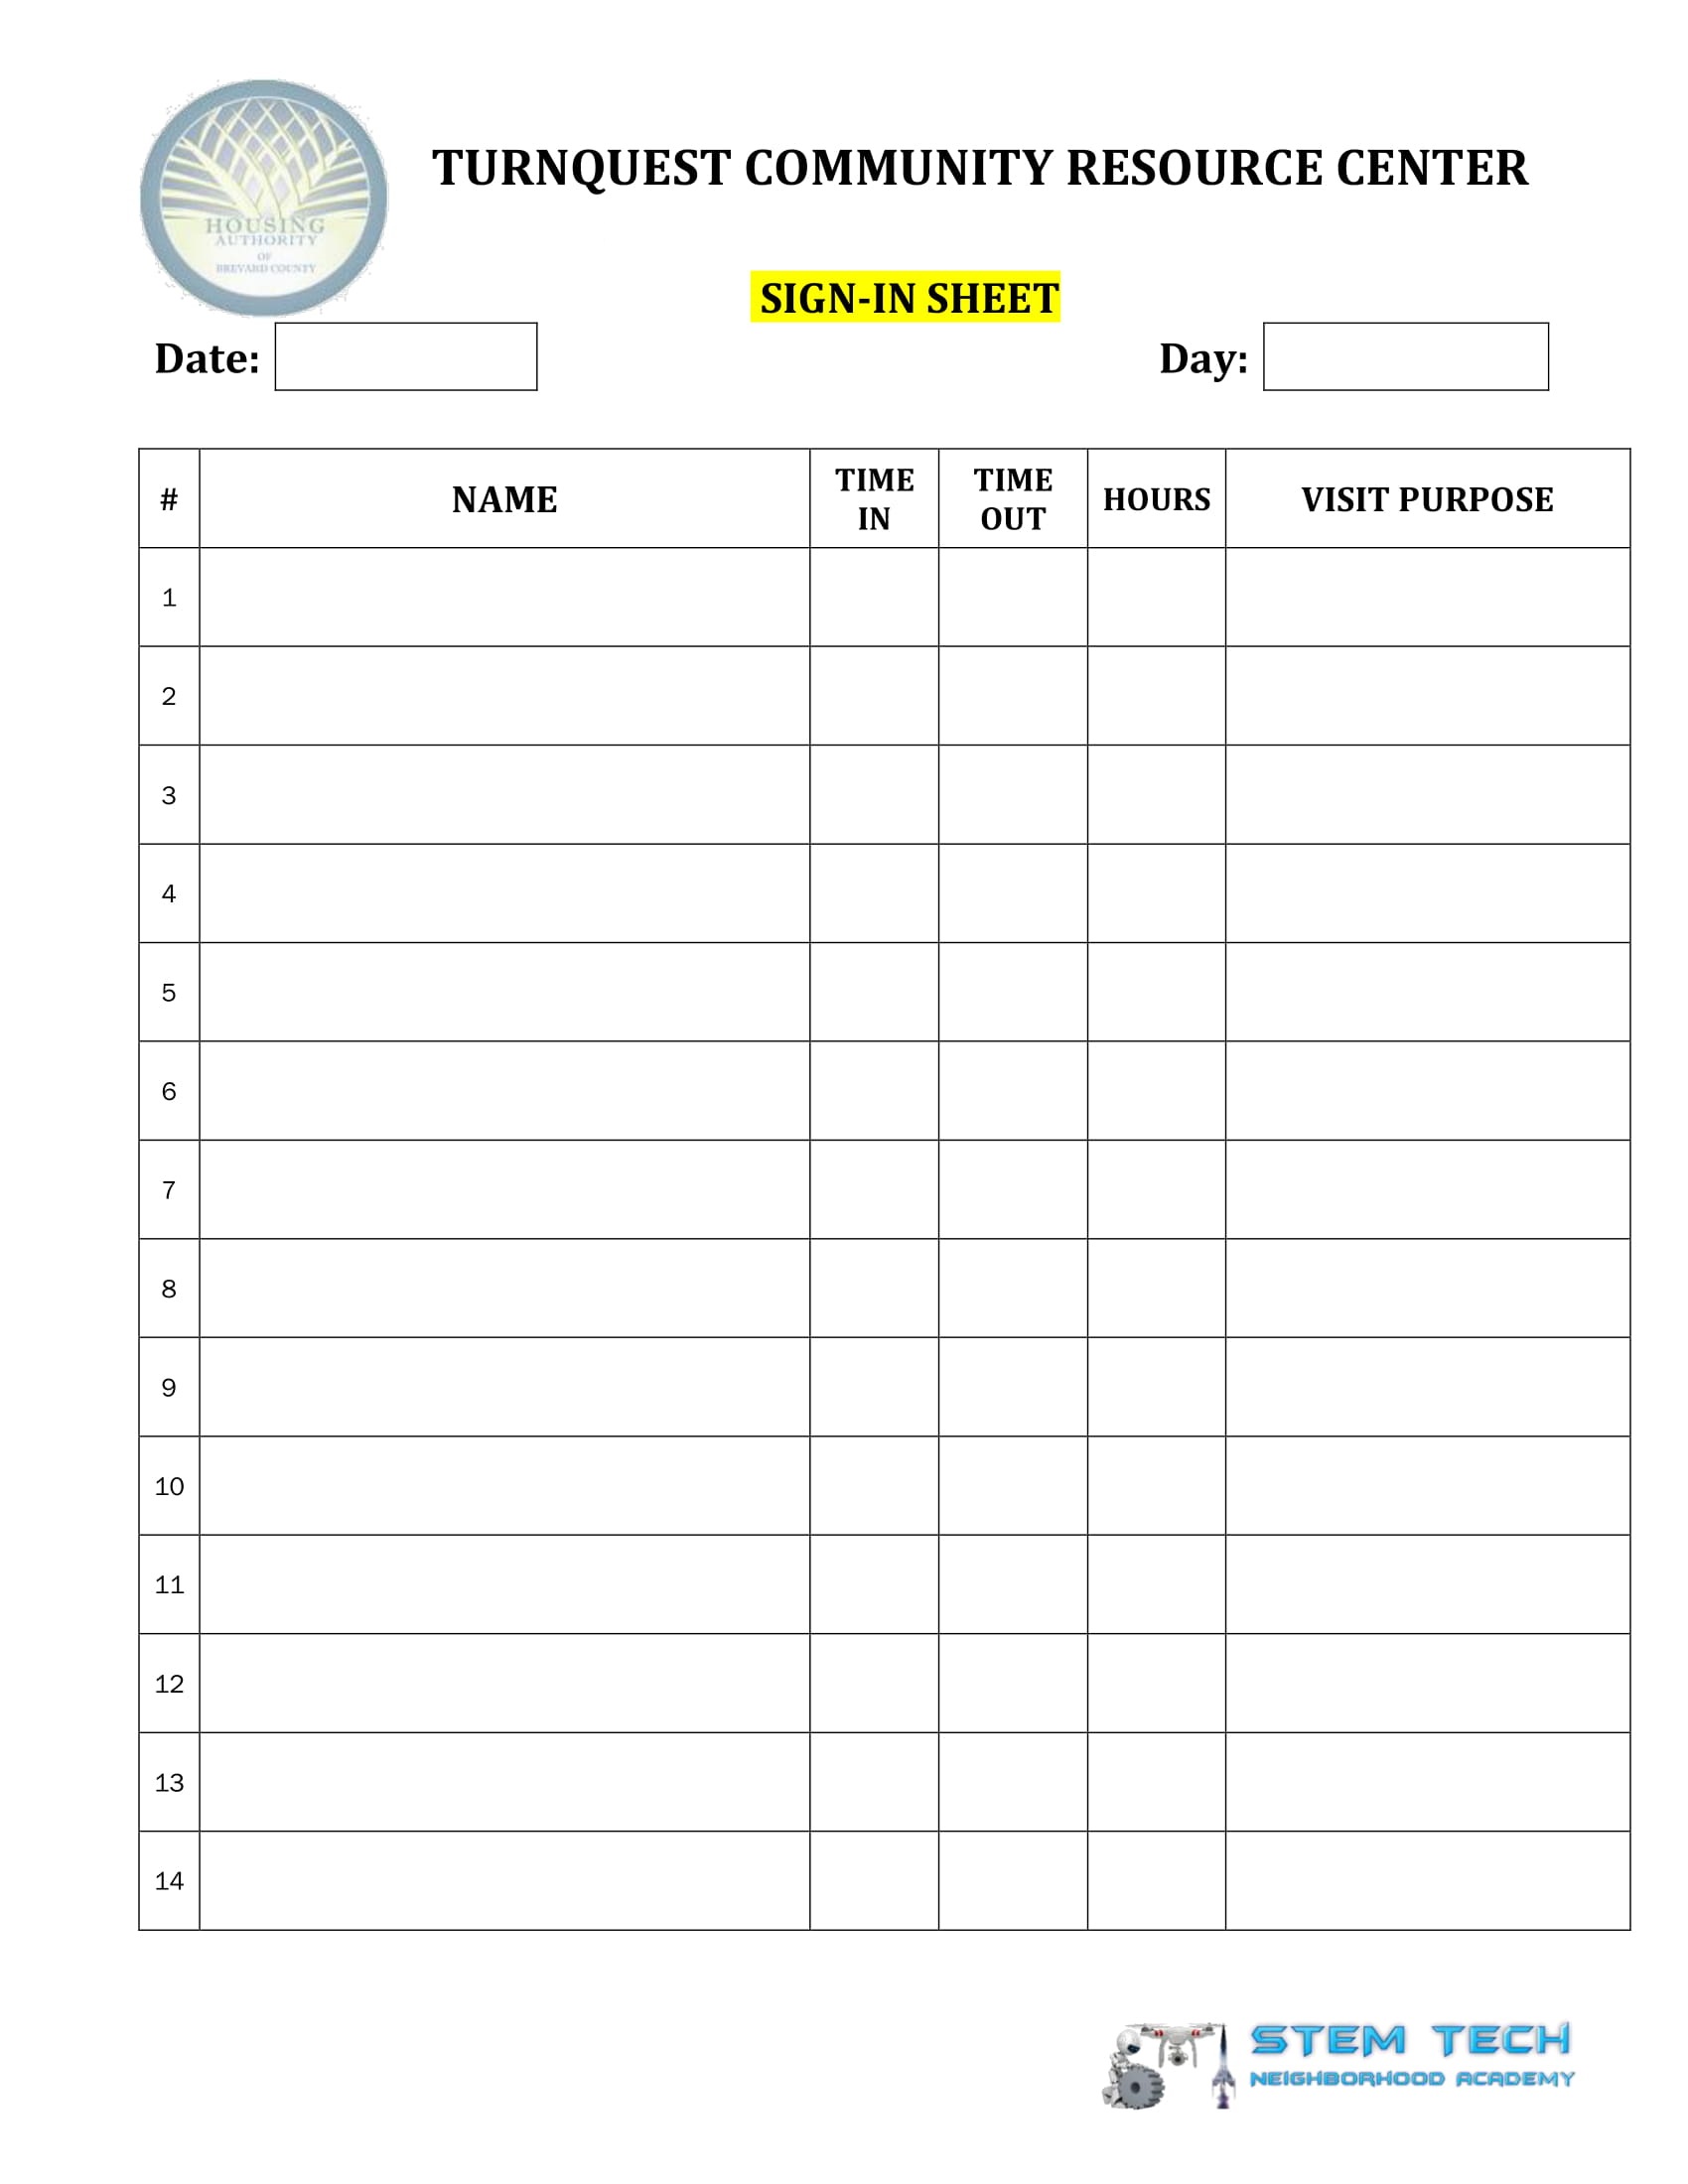 HOUSING
AUTHORITY
OF
BREVARD COUNTY
TURNQUEST COMMUNITY RESOURCE CENTER
SIGN-IN SHEET
Date:
Day:
# NAME TIME IN TIME OUT HOURS VISIT PURPOSE
1
2
3
4
5
6
7
8
9
10
11
12
13
14
STEM TECH
NEIGHBORHOOD ACADEMY